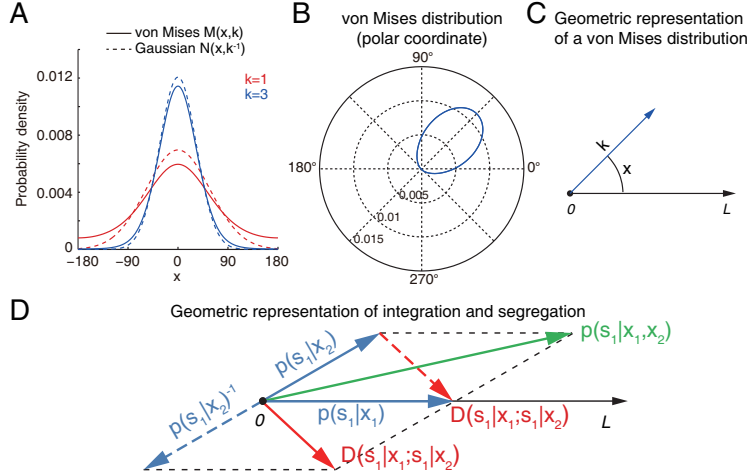 A
von Mises M(x,k)
Gaussian N(x,k⁻¹)
k=1
k=3
Probability density
0.012
0.008
0.004
0
−180
−90
0
90
180
x
B
von Mises distribution
(polar coordinate)
90°
180°
0°
270°
0.005
0.01
0.015
C
Geometric representation
of a von Mises distribution
k
x
0
L
D
Geometric representation of integration and segregation
p(s₁|x₂)
p(s₁|x₁,x₂)
p(s₁|x₂)⁻¹
0
p(s₁|x₁)
D(s₁|x₁;s₁|x₂)
L
D(s₁|x₁;s₁|x₂)